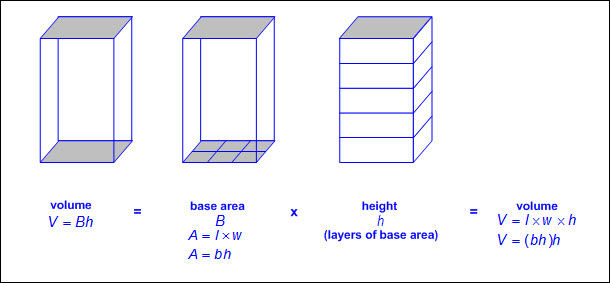 volume
V = Bh
=
base area
B
A = l × w
A = bh
x
height
h
(layers of base area)
=
volume
V = l × w × h
V = (bh)h